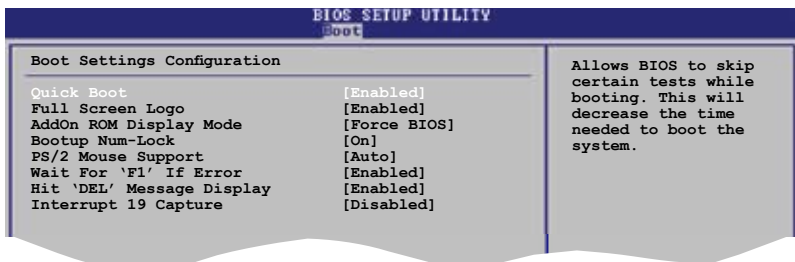 BIOS SETUP UTILITY
Boot
Boot Settings Configuration
Quick Boot [Enabled]
Full Screen Logo [Enabled]
AddOn ROM Display Mode [Force BIOS]
Bootup Num-Lock [On]
PS/2 Mouse Support [Auto]
Wait For ‘F1’ If Error [Enabled]
Hit ‘DEL’ Message Display [Enabled]
Interrupt 19 Capture [Disabled]
Allows BIOS to skip
certain tests while
booting. This will
decrease the time
needed to boot the
system.